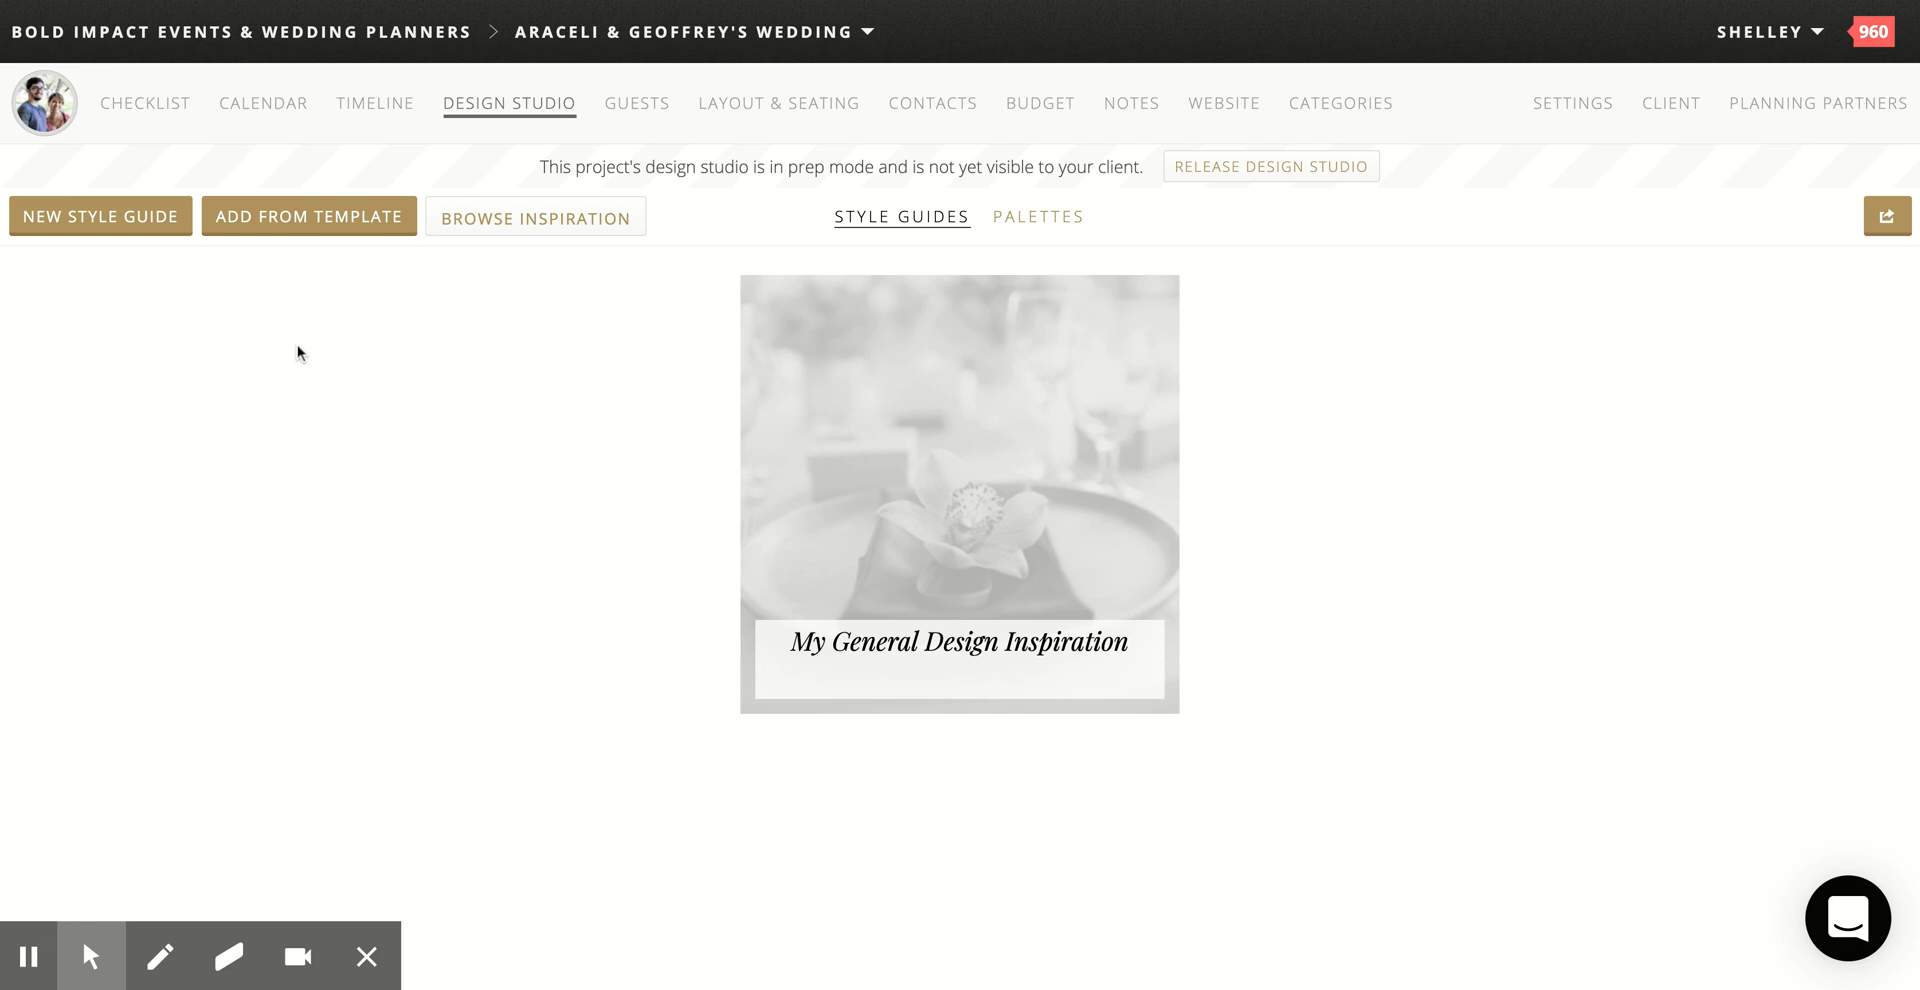 BOLD IMPACT EVENTS & WEDDING PLANNERS > ARACELI & GEOFFREY'S WEDDING SHELLEY 960
CHECKLIST CALENDAR TIMELINE DESIGN STUDIO GUESTS LAYOUT & SEATING CONTACTS BUDGET NOTES WEBSITE CATEGORIES SETTINGS CLIENT PLANNING PARTNERS
This project's design studio is in prep mode and is not yet visible to your client. RELEASE DESIGN STUDIO
NEW STYLE GUIDE ADD FROM TEMPLATE BROWSE INSPIRATION STYLE GUIDES PALETTES
My General Design Inspiration